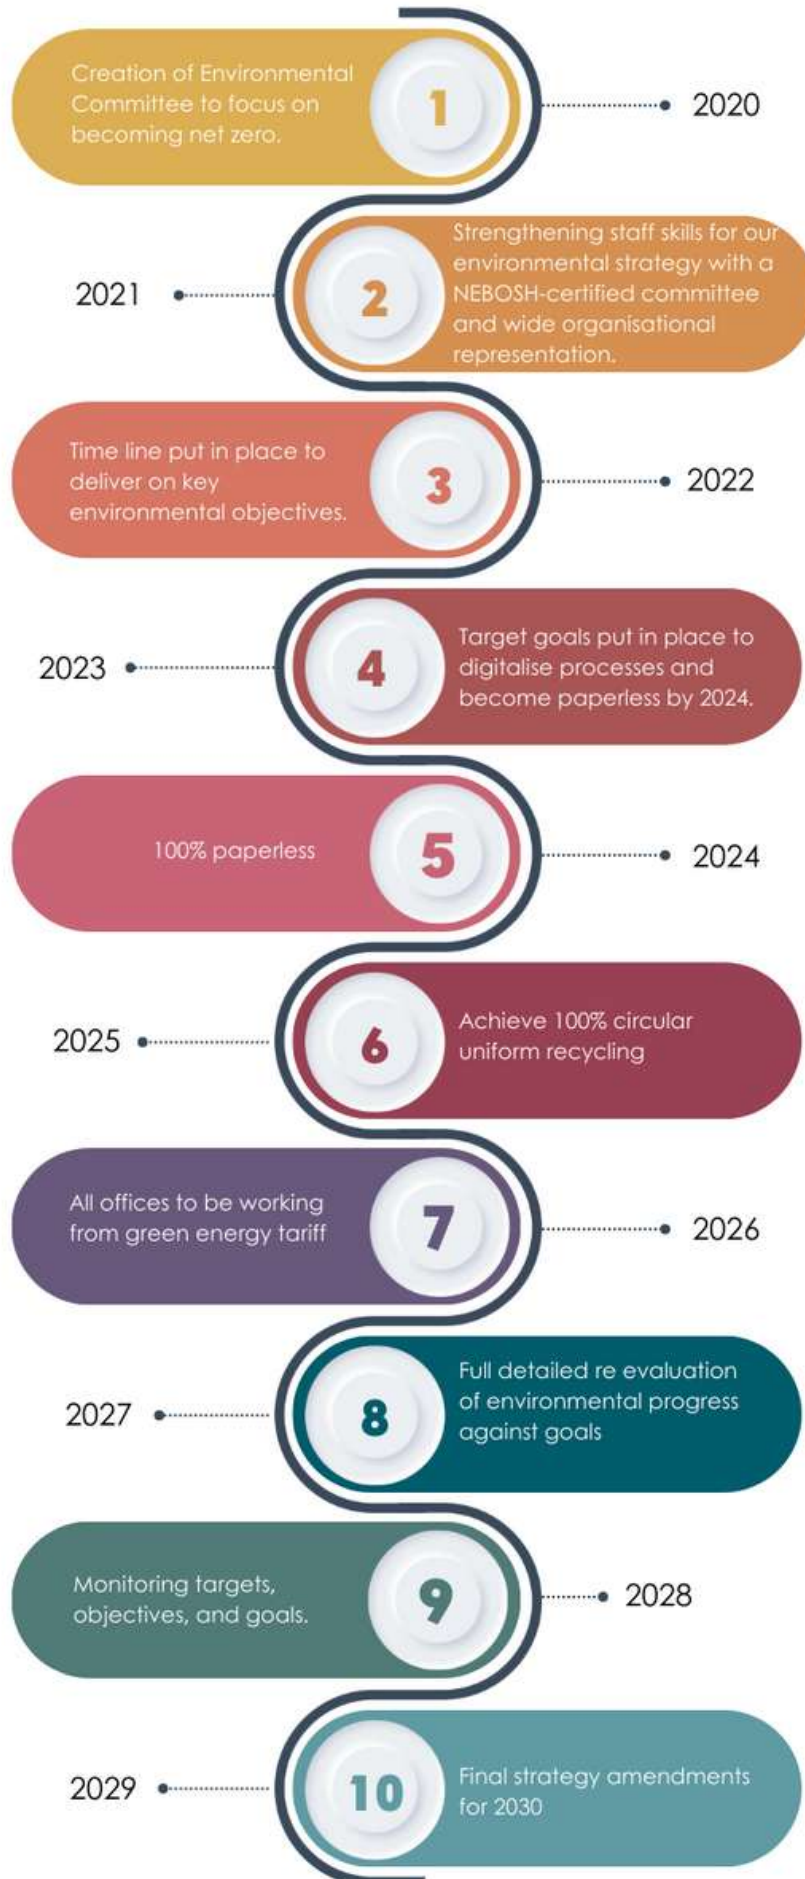 Creation of Environmental
Committee to focus on
becoming net zero.
1
2020
2021
2
Strengthening staff skills for our
environmental strategy with a
NEBOSH-certified committee
and wide organisational
representation.
Time line put in place to
deliver on key
environmental objectives.
3
2022
2023
4
Target goals put in place to
digitalise processes and
become paperless by 2024.
100% paperless
5
2024
2025
6
Achieve 100% circular
uniform recycling
All offices to be working
from green energy tariff
7
2026
2027
8
Full detailed re evaluation
of environmental progress
against goals
Monitoring targets,
objectives, and goals.
9
2028
2029
10
Final strategy amendments
for 2030